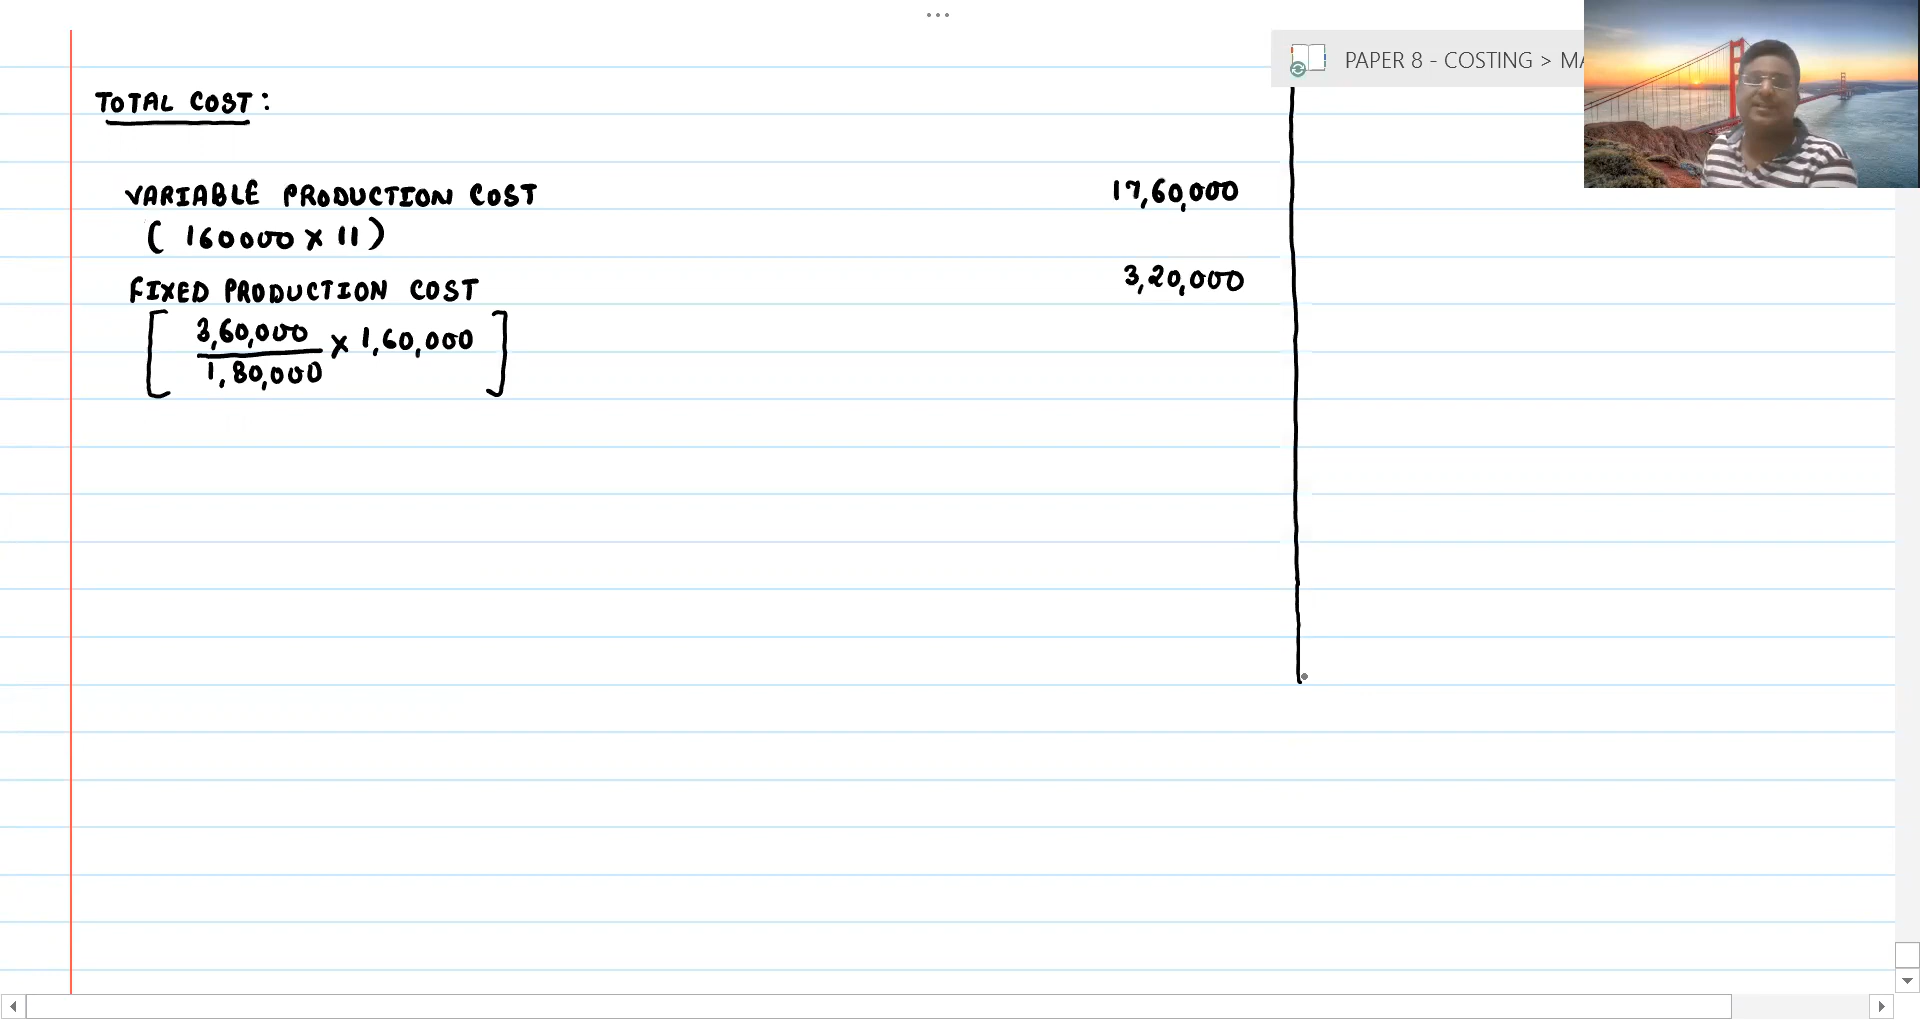 PAPER 8 - COSTING > MA
TOTAL COST:
VARIABLE PRODUCTION COST 17,60,000
( 160000 x 11 )
FIXED PRODUCTION COST 3,20,000
[ 3,60,000 / 1,80,000 x 1,60,000 ]